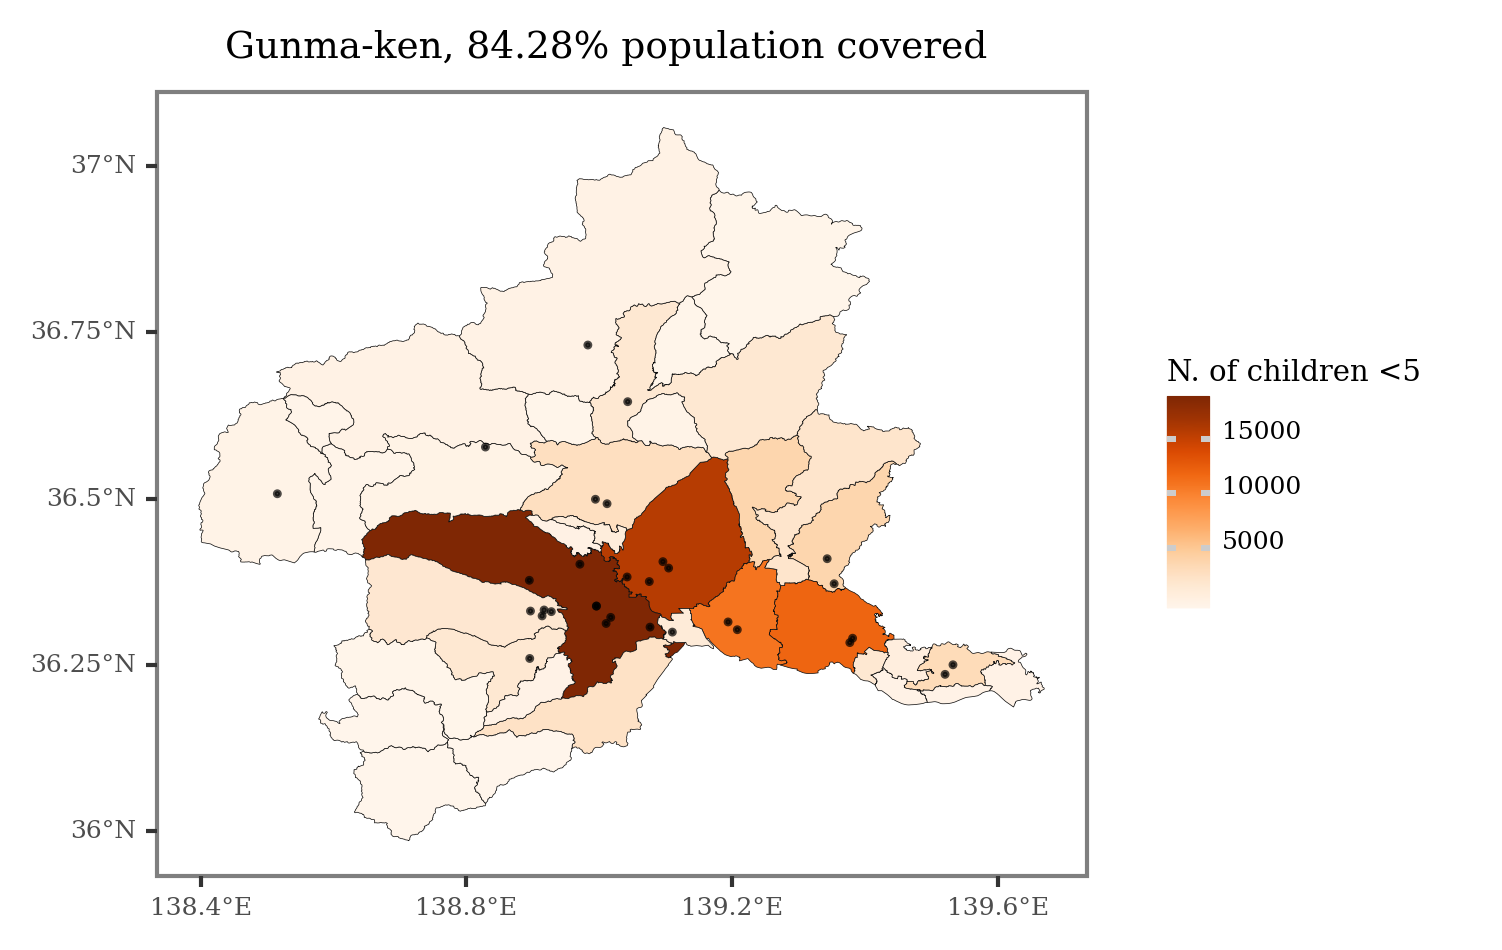 Gunma-ken, 84.28% population covered
37°N
36.75°N
36.5°N
36.25°N
36°N
138.4°E
138.8°E
139.2°E
139.6°E
N. of children <5
15000
10000
5000